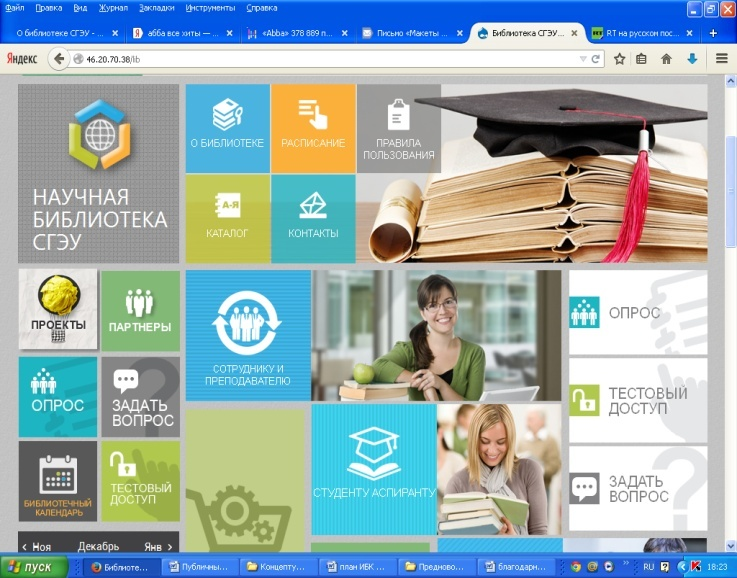 Файл Правка Вид Журнал Закладки Инструменты Справка
О библиотеке СГЭУ - ...
абба все хиты — ...
«Abba» 378 889 п...
Письмо «Макеты ...
Библиотека СГЭУ...
RT на русском пос...
Яндекс
46.20.70.38/lib
НАУЧНАЯ
БИБЛИОТЕКА
СГЭУ
О БИБЛИОТЕКЕ
РАСПИСАНИЕ
ПРАВИЛА
ПОЛЬЗОВАНИЯ
А-Я
КАТАЛОГ
КОНТАКТЫ
ПРОЕКТЫ
ПАРТНЕРЫ
СОТРУДНИКУ И
ПРЕПОДАВАТЕЛЮ
ОПРОС
ОПРОС
ЗАДАТЬ
ВОПРОС
ТЕСТОВЫЙ
ДОСТУП
БИБЛИОТЕЧНЫЙ
КАЛЕНДАРЬ
ТЕСТОВЫЙ
ДОСТУП
СТУДЕНТУ АСПИРАНТУ
ЗАДАТЬ
ВОПРОС
Ноя Декабрь Янв
пуск
Библиоте...
Публичны...
Концепту...
план ИБК ...
Предново...
благодарн...
RU
18:23